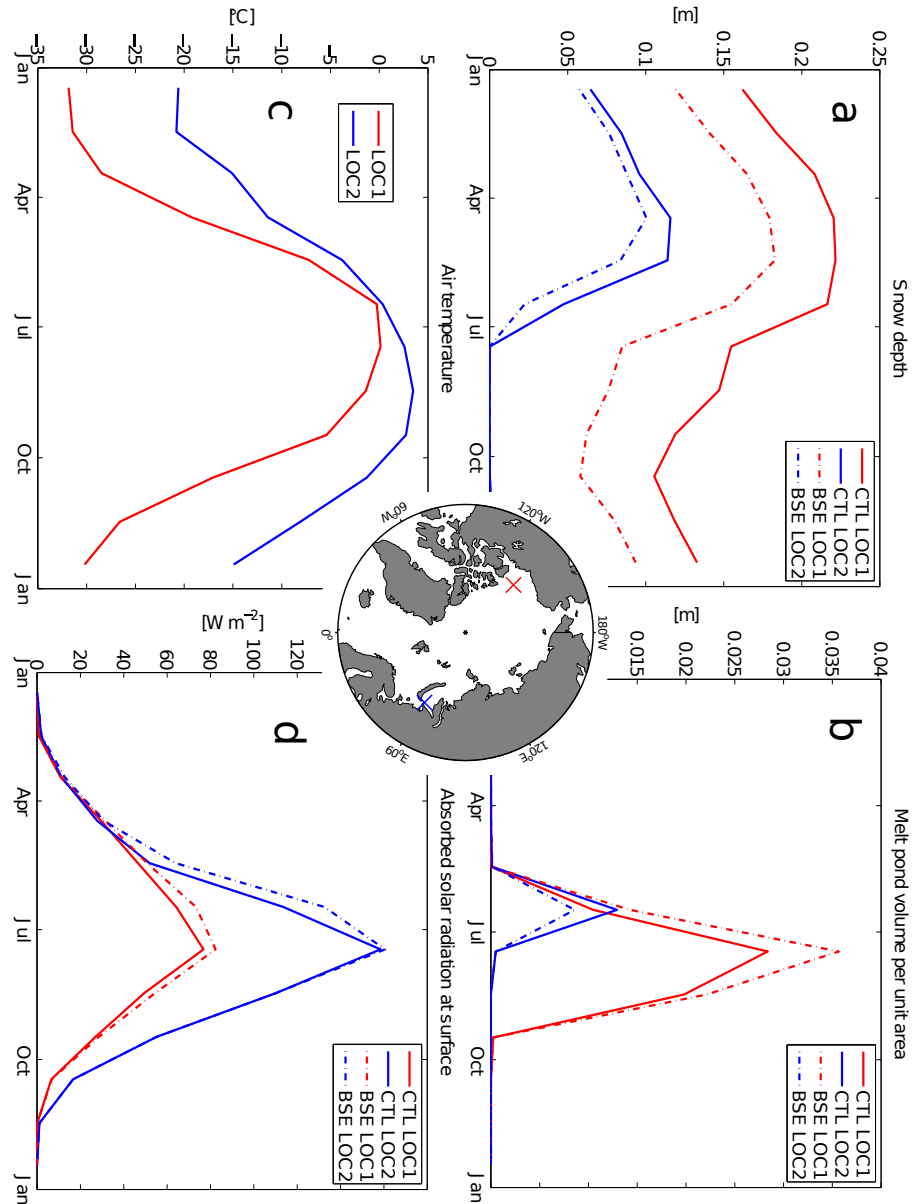 Snow depth
a
[m]
0.25
0.2
0.15
0.1
0.05
0
Jan
Apr
Jul
Oct
CTL LOC1
CTL LOC2
BSE LOC1
BSE LOC2
Melt pond volume per unit area
b
[m]
0.04
0.035
0.03
0.025
0.02
0.015
Apr
Jul
Oct
Jan
CTL LOC1
CTL LOC2
BSE LOC1
BSE LOC2
180°W
120°W
120°E
60°W
60°E
0°
Air temperature
c
[°C]
5
0
−5
−10
−15
−20
−25
−30
−35
Jan
Apr
Jul
Oct
Jan
LOC1
LOC2
Absorbed solar radiation at surface
d
[W m⁻²]
120
100
80
60
40
20
0
Jan
Apr
Jul
Oct
Jan
CTL LOC1
CTL LOC2
BSE LOC1
BSE LOC2